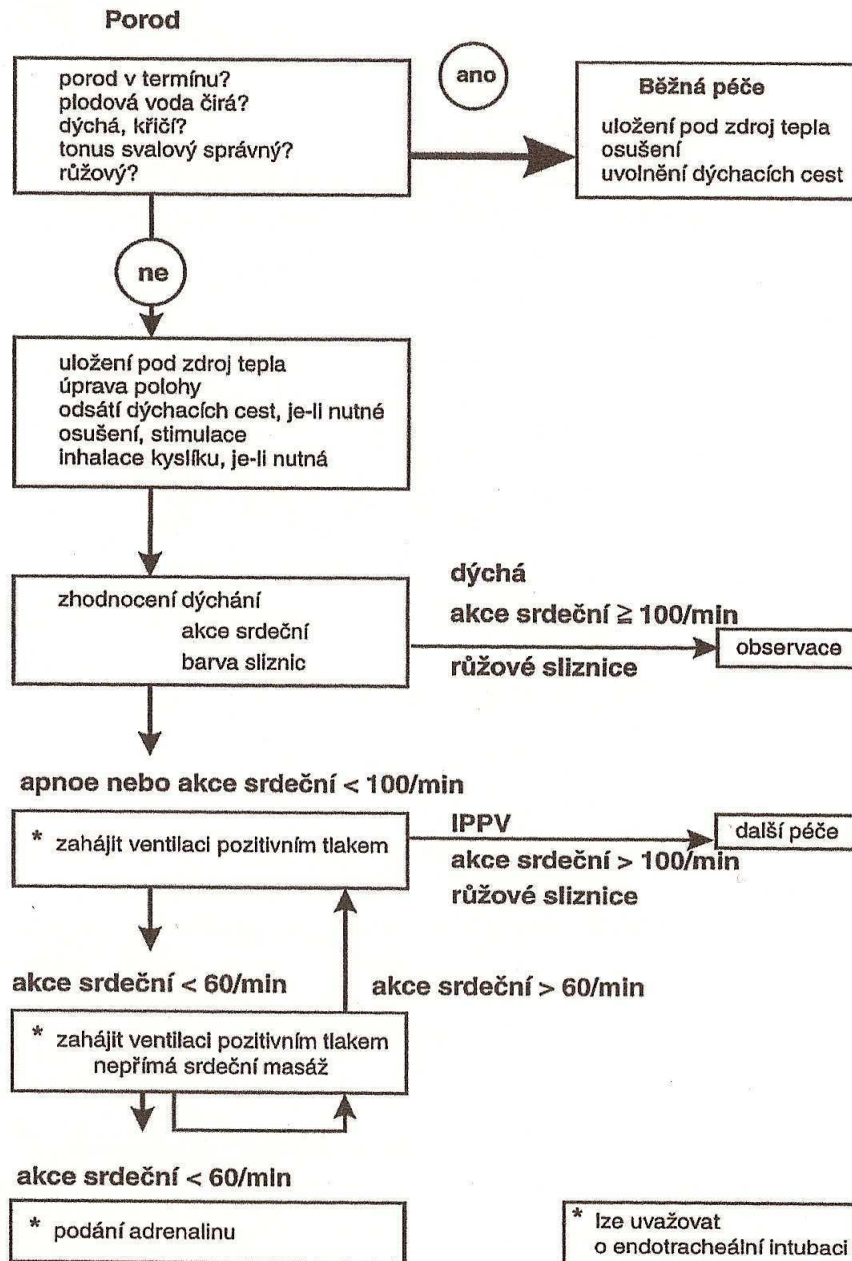 Porod
porod v termínu?
plodová voda čirá?
dýchá, křičí?
tonus svalový správný?
růžový?
ano
Běžná péče
uložení pod zdroj tepla
osušení
uvolnění dýchacích cest
ne
uložení pod zdroj tepla
úprava polohy
odsátí dýchacích cest, je-li nutné
osušení, stimulace
inhalace kyslíku, je-li nutná
zhodnocení dýchání
akce srdeční
barva sliznic
dýchá
akce srdeční ≧ 100/min
růžové sliznice
observace
apnoe nebo akce srdeční < 100/min
* zahájit ventilaci pozitivním tlakem
IPPV
akce srdeční > 100/min
růžové sliznice
další péče
akce srdeční < 60/min
akce srdeční > 60/min
* zahájit ventilaci pozitivním tlakem
nepřímá srdeční masáž
akce srdeční < 60/min
* podání adrenalinu
* lze uvažovat
o endotracheální intubaci